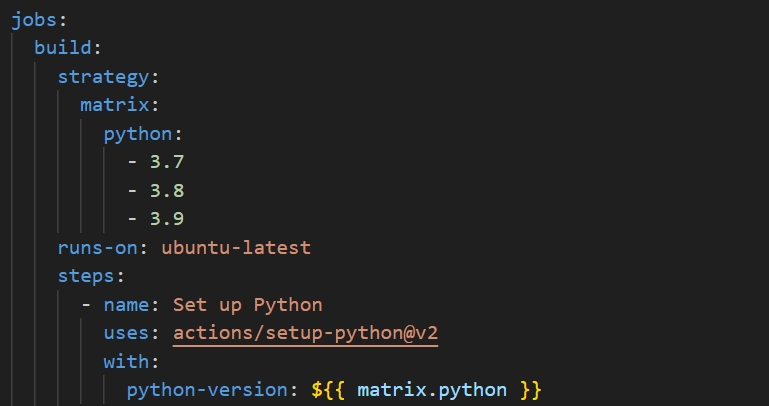 jobs:
build:
strategy:
matrix:
python:
- 3.7
- 3.8
- 3.9
runs-on: ubuntu-latest
steps:
- name: Set up Python
uses: actions/setup-python@v2
with:
python-version: ${{ matrix.python }}